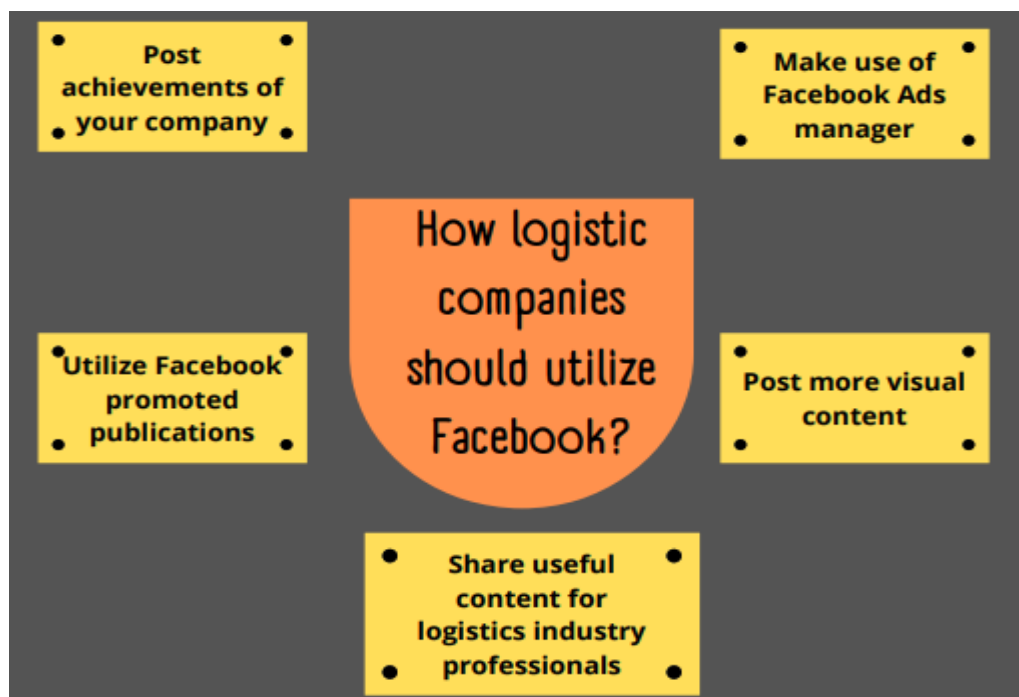 Post
achievements of
your company
Make use of
Facebook Ads
manager
How logistic
companies
should utilize
Facebook?
Utilize Facebook
promoted
publications
Post more visual
content
Share useful
content for
logistics industry
professionals